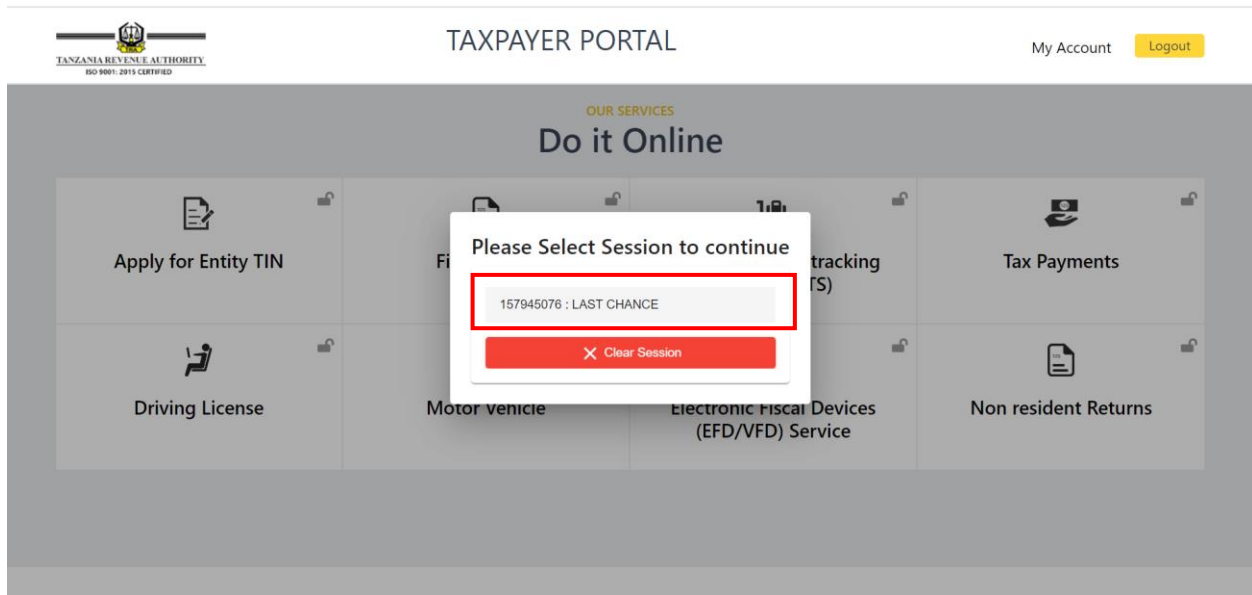 TANZANIA REVENUE AUTHORITY
ISO 9001: 2015 CERTIFIED
TAXPAYER PORTAL
My Account
Logout
OUR SERVICES
Do it Online
Apply for Entity TIN
Fi
tracking
TS)
Tax Payments
Please Select Session to continue
157945076 : LAST CHANCE
Clear Session
Driving License
Motor Vehicle
Electronic Fiscal Devices
(EFD/VFD) Service
Non resident Returns